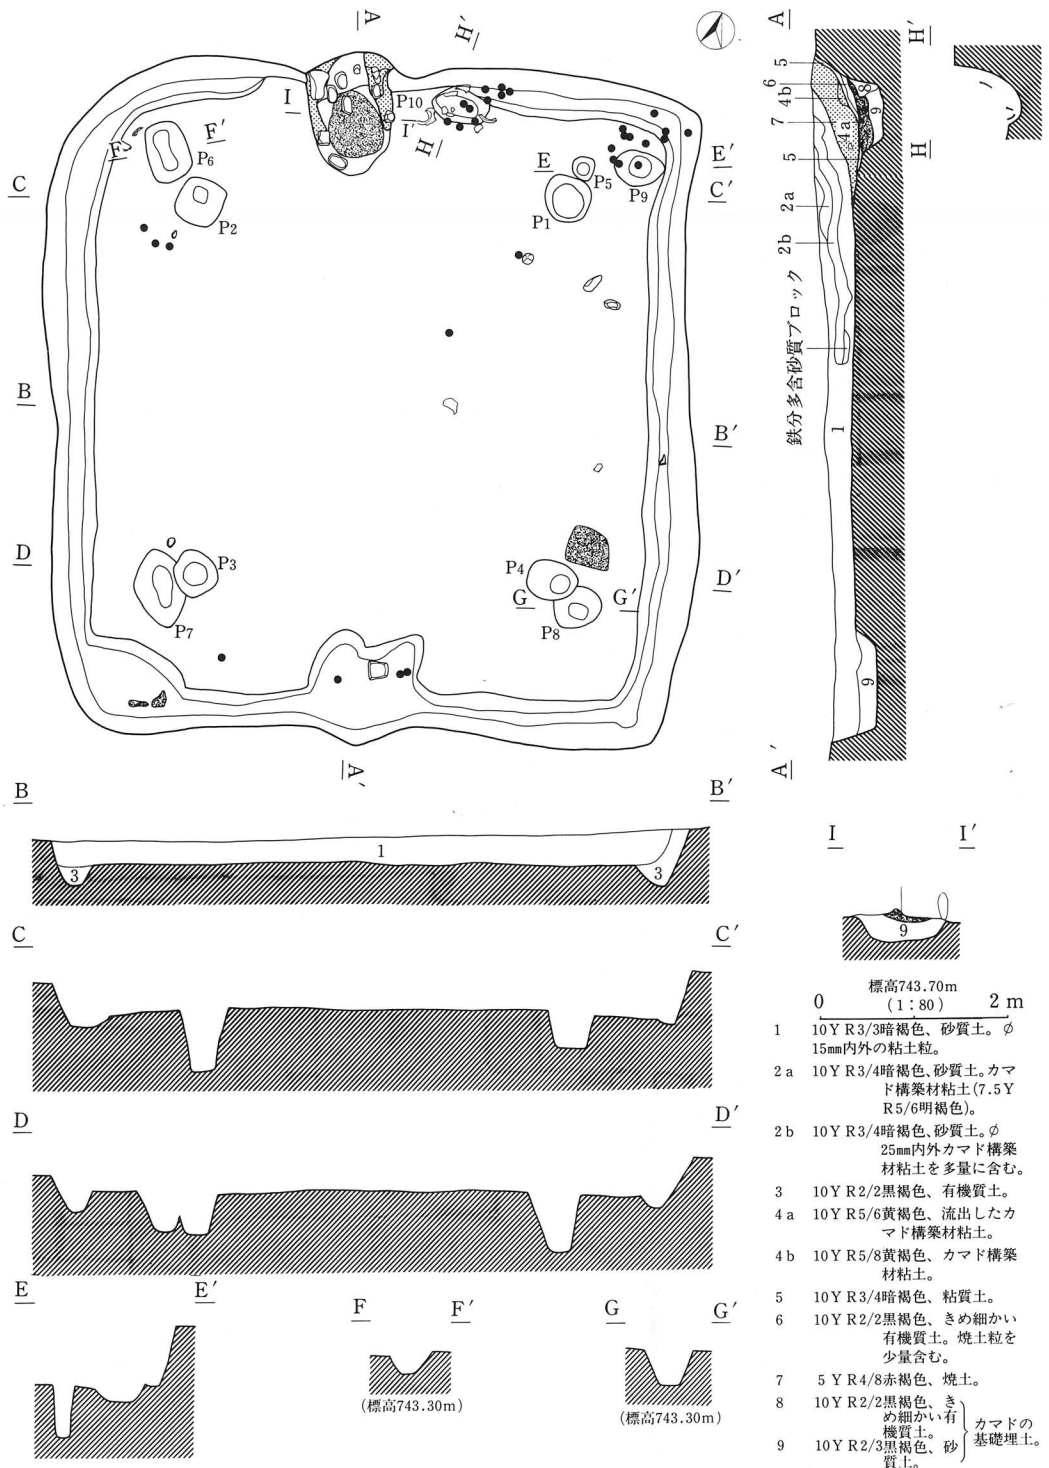 A
H′
I
P10
I′
H
F
F′
P6
P2
E
P5
P1
P9
E′
C′
C
B
B′
D
P3
P7
P4
G
G′
P8
D′
A′
A
H′
5
6
4b
7
4a
8
9
5
H
2a
2b
鉄分多含砂質ブロック
1
9
A′
B
B′
1
3
3
C
C′
D
D′
E
E′
F
F′
(標高743.30m)
G
G′
(標高743.30m)
I
I′
9
標高743.70m
0 (1:80) 2m
1 10YR3/3暗褐色、砂質土。φ
15mm内外の粘土粒。
2a 10YR3/4暗褐色、砂質土。カマ
ド構築材粘土(7.5Y
R5/6明褐色)。
2b 10YR3/4暗褐色、砂質土。φ
25mm内外カマド構築
材粘土を多量に含む。
3 10YR2/2黒褐色、有機質土。
4a 10YR5/6黄褐色、流出したカ
マド構築材粘土。
4b 10YR5/8黄褐色、カマド構築
材粘土。
5 10YR3/4暗褐色、粘質土。
6 10YR2/2黒褐色、きめ細かい
有機質土。焼土粒を
少量含む。
7 5YR4/8赤褐色、焼土。
8 10YR2/2黒褐色、き
め細かい有
機質土。
9 10YR2/3黒褐色、砂
質土。
カマドの
基礎埋土。